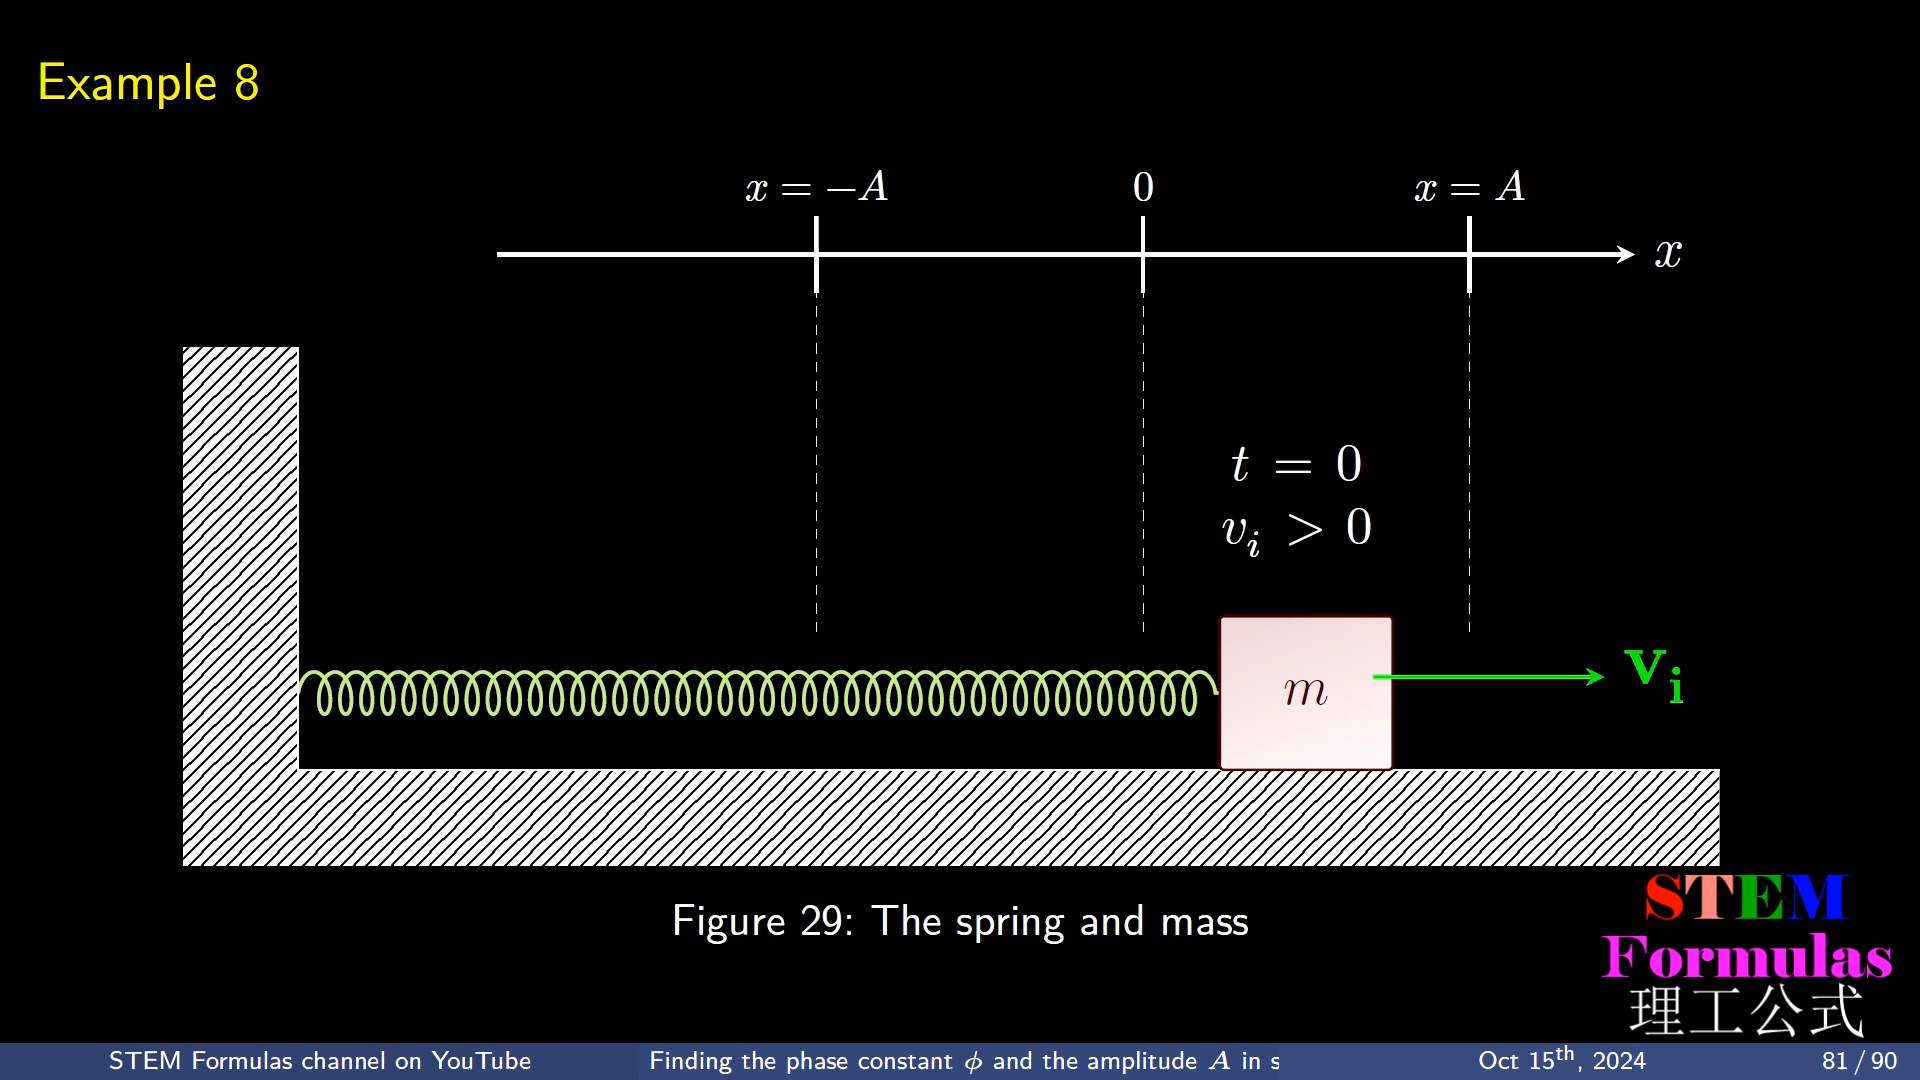 Example 8
x = −A 0 x = A
x
t = 0
v_i > 0
m
v_i
Figure 29: The spring and mass
STEM
Formulas
理工公式
STEM Formulas channel on YouTube Finding the phase constant ϕ and the amplitude A in s Oct 15th, 2024 81 / 90